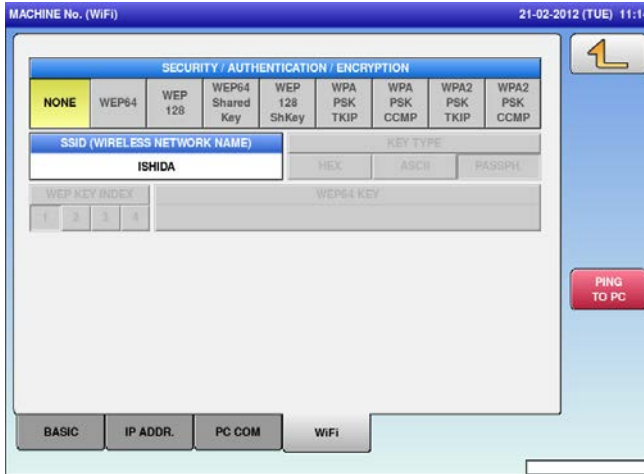 MACHINE No. (WiFi)
21-02-2012 (TUE) 11:1
SECURITY / AUTHENTICATION / ENCRYPTION
NONE
WEP64
WEP
128
WEP64
Shared
Key
WEP
128
ShKey
WPA
PSK
TKIP
WPA
PSK
CCMP
WPA2
PSK
TKIP
WPA2
PSK
CCMP
SSID (WIRELESS NETWORK NAME)
ISHIDA
KEY TYPE
HEX
ASCII
PASSPH.
WEP KEY INDEX
1 2 3 4
WEP64 KEY
PING
TO PC
BASIC
IP ADDR.
PC COM
WiFi